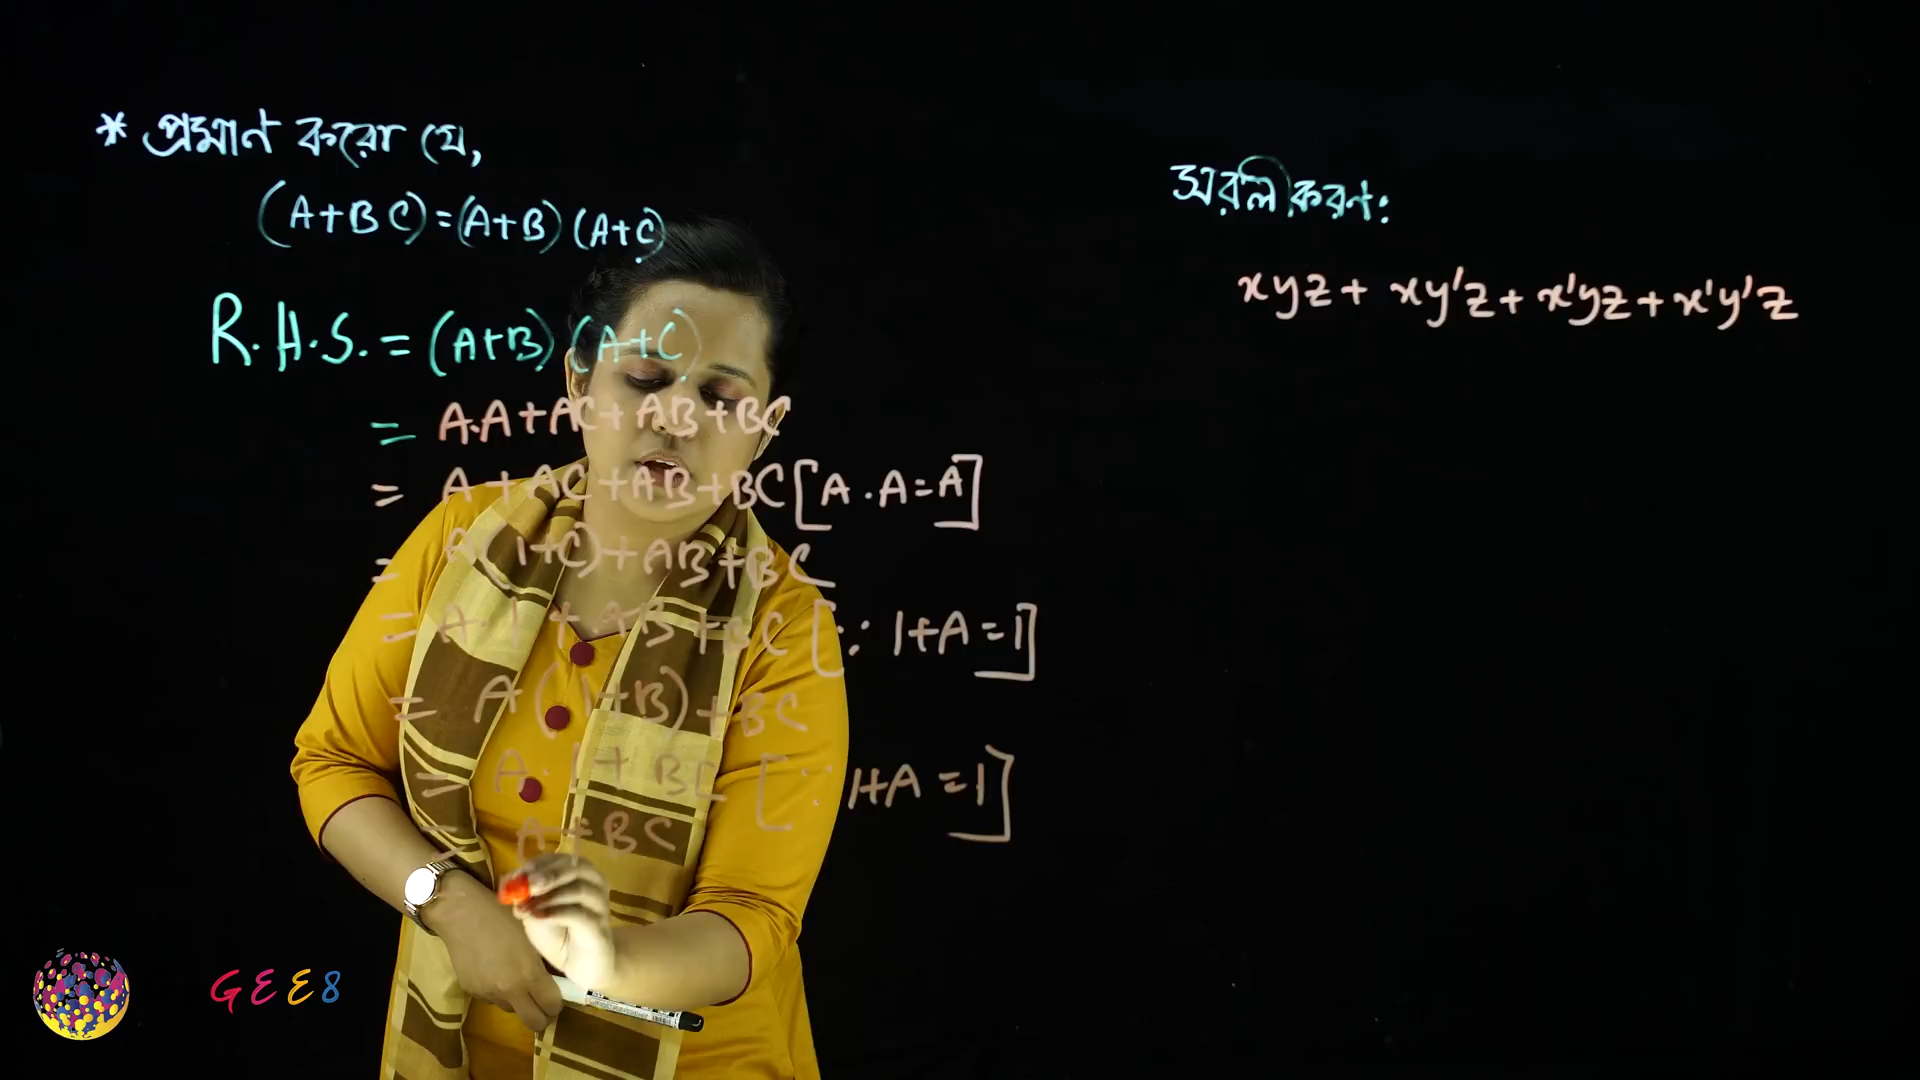 * প্রমাণ করো যে,
(A+BC)=(A+B)(A+C)
R.H.S. = (A+B)(A+C)
= A.A+AC+AB+BC
= A+AC+AB+BC [A.A=A]
= A(1+C)+AB+BC
= A.1+AB+BC [∵ 1+A=1]
= A(1+B)+BC
= A.1+BC [∵ 1+A=1]
= A+BC
সরলীকরণ:
xyz + xy'z + x'yz + x'y'z
GEE8